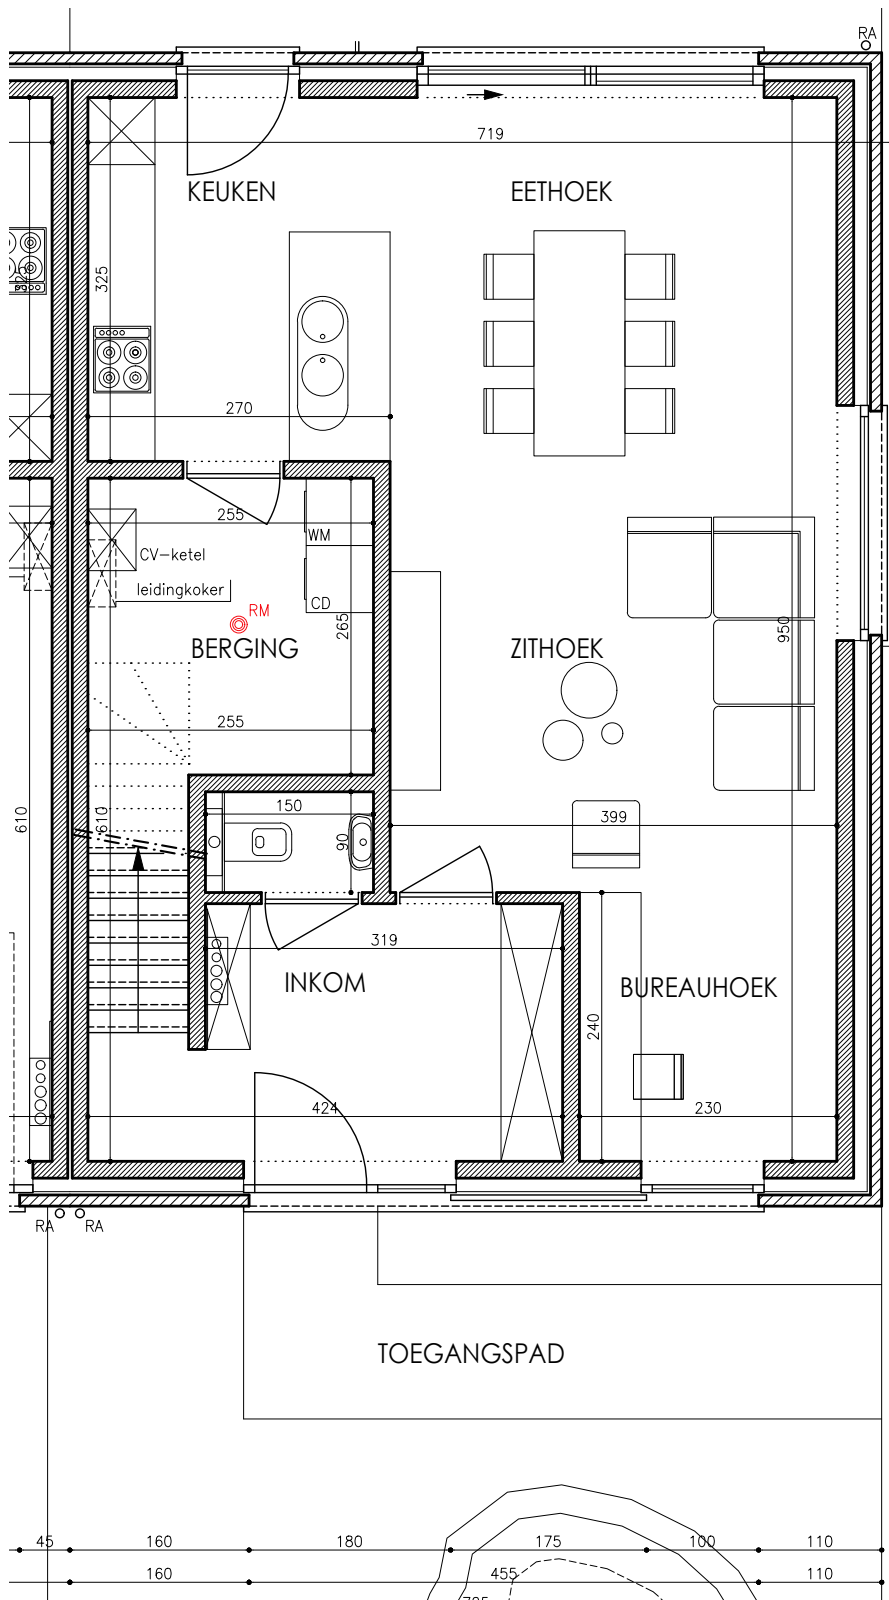 RA
719
KEUKEN
EETHOEK
325
325
270
255
WM
CV-ketel
leidingkoker
CD
RM
265
BERGING
ZITHOEK
950
255
150
610
610
90
399
319
INKOM
BUREAUHOEK
240
424
230
RA
RA
TOEGANGSPAD
45
160
180
175
100
110
160
455
110